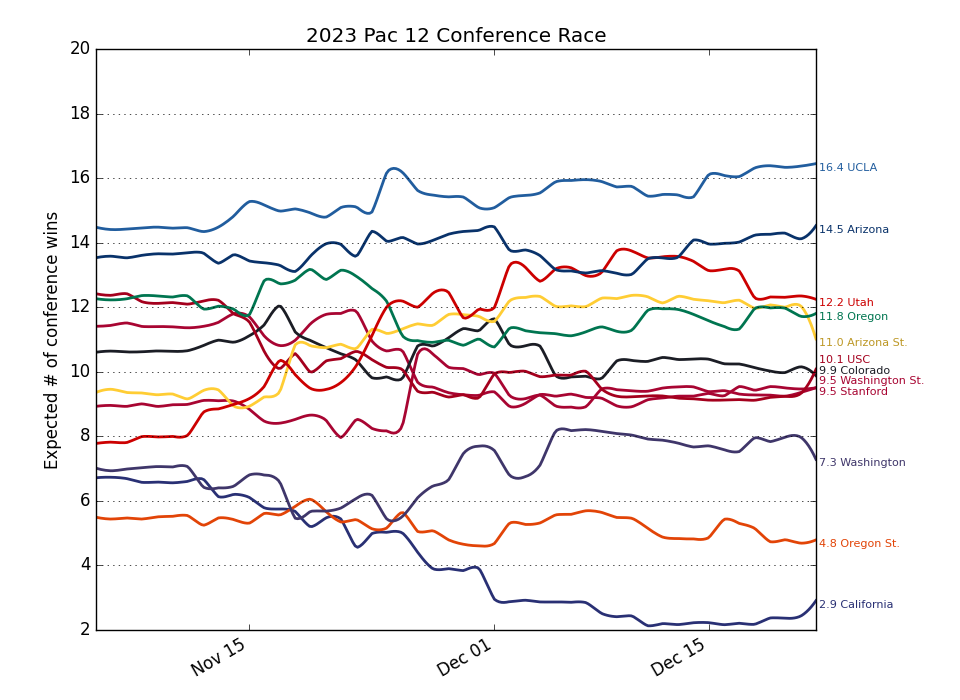 2023 Pac 12 Conference Race
Expected # of conference wins
20
18
16
14
12
10
8
6
4
2
Nov 15
Dec 01
Dec 15
16.4 UCLA
14.5 Arizona
12.2 Utah
11.8 Oregon
11.0 Arizona St.
10.1 USC
9.9 Colorado
9.5 Washington St.
9.5 Stanford
7.3 Washington
4.8 Oregon St.
2.9 California